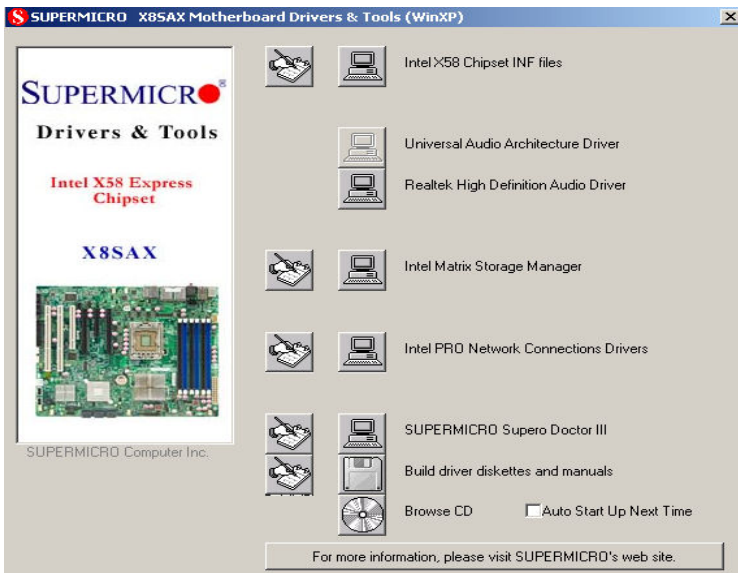 SUPERMICRO X8SAX Motherboard Drivers & Tools (WinXP)
SUPERMICRO®
Drivers & Tools
Intel X58 Express
Chipset
X8SAX
SUPERMICRO Computer Inc.
Intel X58 Chipset INF files
Universal Audio Architecture Driver
Realtek High Definition Audio Driver
Intel Matrix Storage Manager
Intel PRO Network Connections Drivers
SUPERMICRO Supero Doctor III
Build driver diskettes and manuals
Browse CD
Auto Start Up Next Time
For more information, please visit SUPERMICRO's web site.